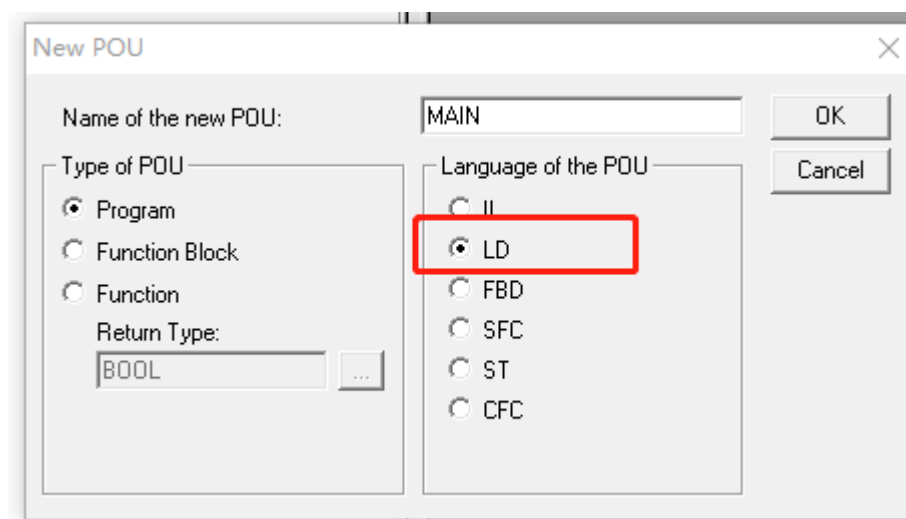 New POU
Name of the new POU:
MAIN
OK
Cancel
Type of POU
Program
Function Block
Function
Return Type:
BOOL
...
Language of the POU
IL
LD
FBD
SFC
ST
CFC